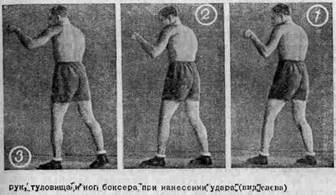 3
2
1
рук, туловища и ног боксера при нанесении удара (вид слева)